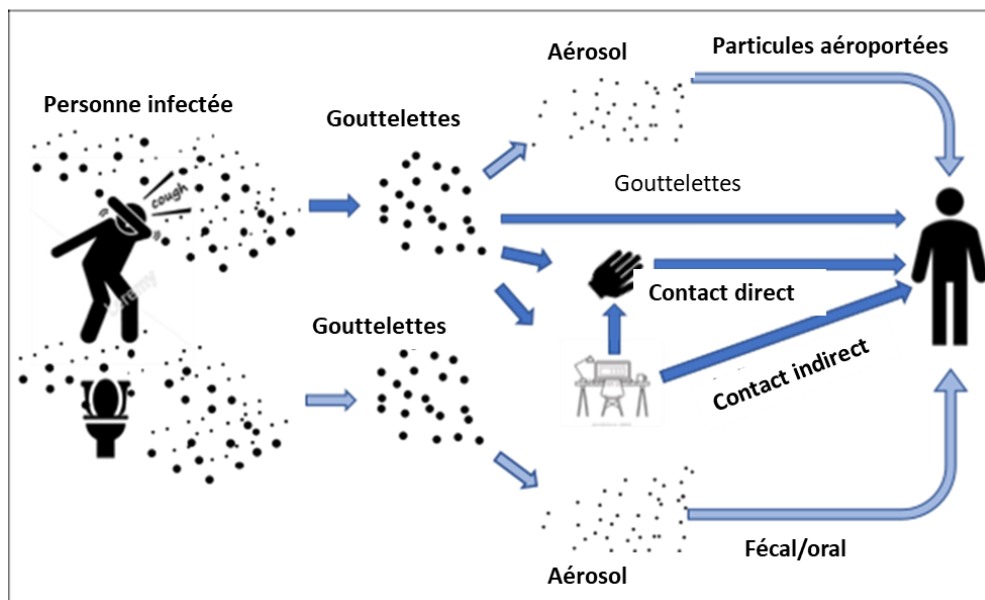 Aérosol
Particules aéroportées
Personne infectée
Gouttelettes
cough
Gouttelettes
Contact direct
Gouttelettes
Contact indirect
Fécal/oral
Aérosol